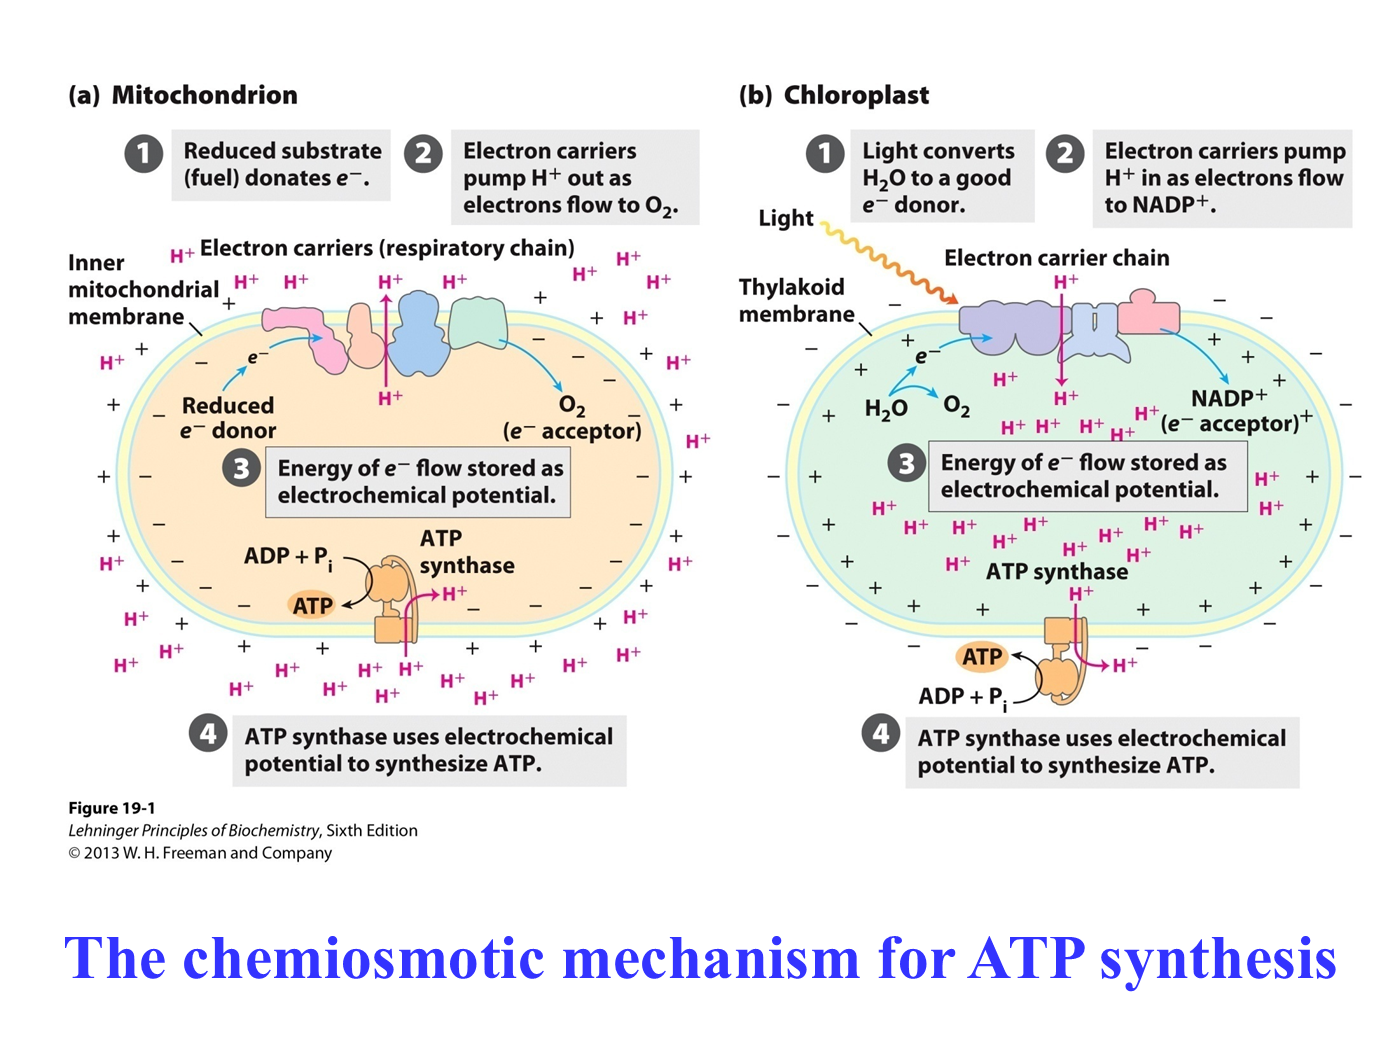 (a) Mitochondrion
1 Reduced substrate
(fuel) donates e−.
2 Electron carriers
pump H+ out as
electrons flow to O2.
Electron carriers (respiratory chain)
Inner
mitochondrial
membrane
H+ H+ H+ H+ H+ H+ H+ H+ H+
H+ H+ H+
e−
H+
Reduced
e− donor
O2
(e− acceptor)
3 Energy of e− flow stored as
electrochemical potential.
ADP + Pi
ATP
synthase
ATP
H+
H+ H+
H+ H+ H+ H+ H+
H+ H+ H+ H+ H+ H+ H+ H+ H+ H+
4 ATP synthase uses electrochemical
potential to synthesize ATP.
Figure 19-1
Lehninger Principles of Biochemistry, Sixth Edition
© 2013 W. H. Freeman and Company
(b) Chloroplast
1 Light converts
H2O to a good
e− donor.
2 Electron carriers pump
H+ in as electrons flow
to NADP+.
Light
Electron carrier chain
Thylakoid
membrane
H+
e−
H2O
O2
H+ H+
NADP+
(e− acceptor)
H+ H+ H+ H+ H+
3 Energy of e− flow stored as
electrochemical potential.
H+ H+
H+ H+ H+ H+ H+ H+ H+
H+ H+ H+ H+
ATP synthase
H+
ATP
H+
ADP + Pi
4 ATP synthase uses electrochemical
potential to synthesize ATP.
The chemiosmotic mechanism for ATP synthesis